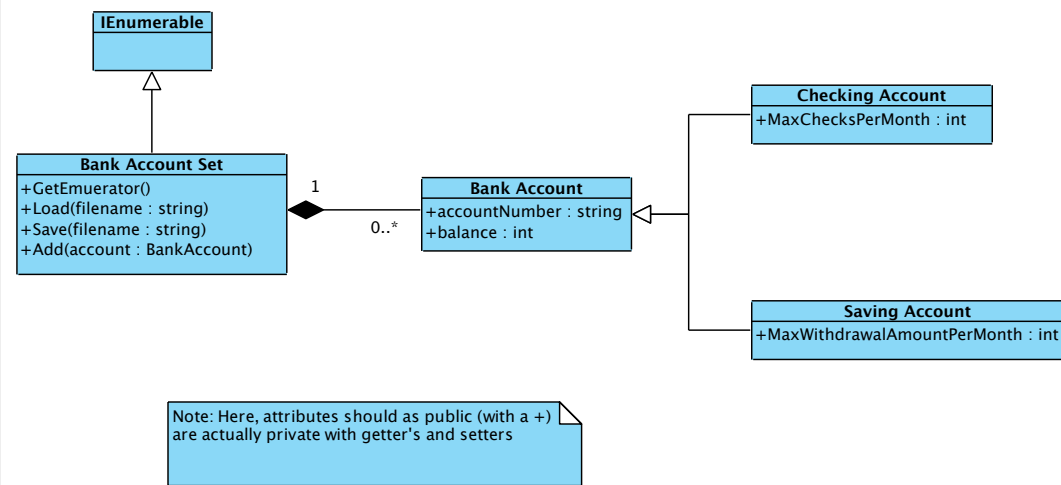 IEnumerable
Bank Account Set
+GetEmuerator()
+Load(filename : string)
+Save(filename : string)
+Add(account : BankAccount)
1
0..*
Bank Account
+accountNumber : string
+balance : int
Checking Account
+MaxChecksPerMonth : int
Saving Account
+MaxWithdrawalAmountPerMonth : int
Note: Here, attributes should as public (with a +)
are actually private with getter's and setters